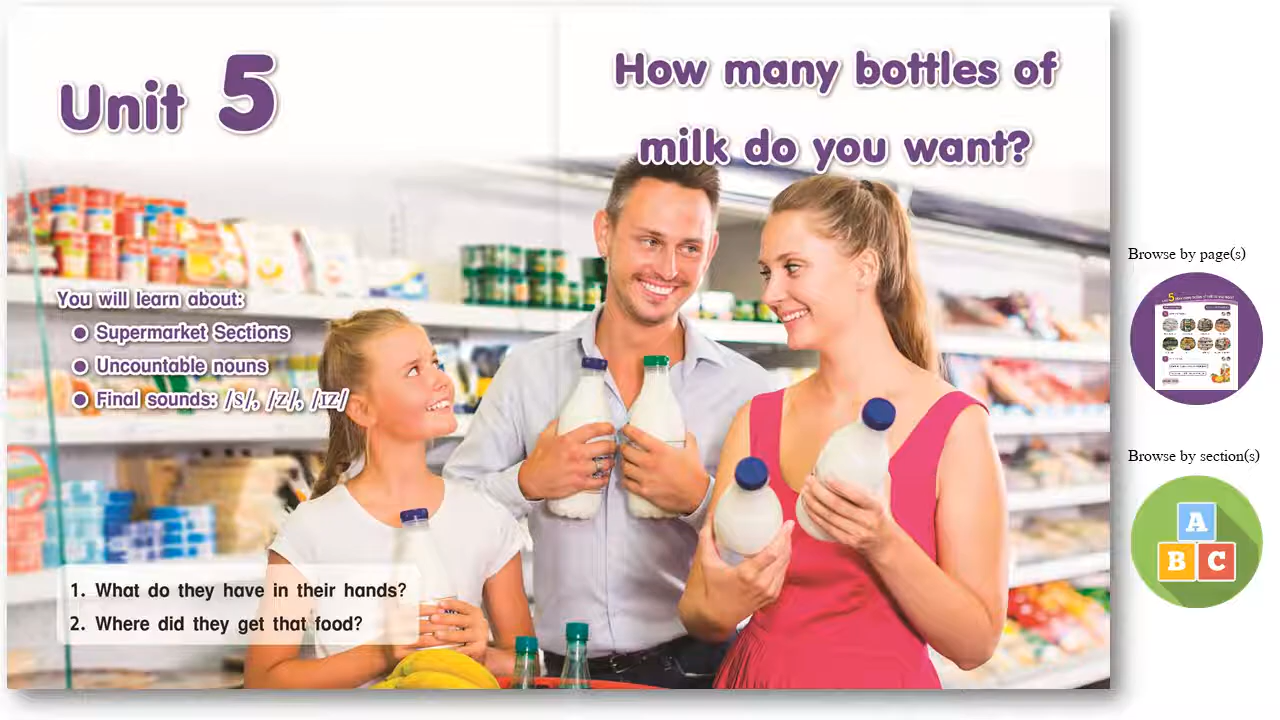 Unit 5
How many bottles of
milk do you want?
You will learn about:
● Supermarket Sections
● Uncountable nouns
● Final sounds: /s/, /z/, /ɪz/
1. What do they have in their hands?
2. Where did they get that food?
Browse by page(s)
Browse by section(s)
A
B C